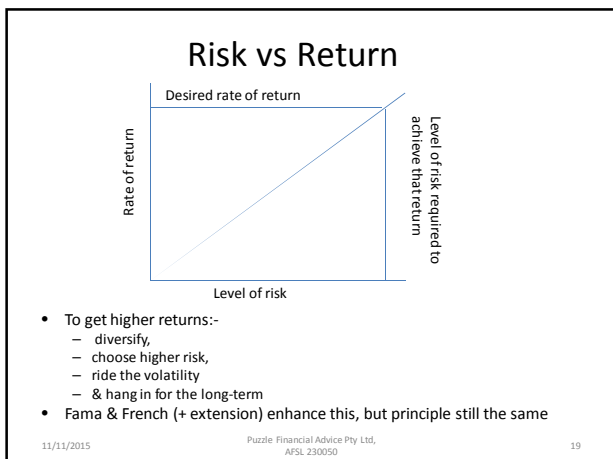 Risk vs Return
Desired rate of return
Rate of return
Level of risk required to
achieve that return
Level of risk
• To get higher returns:-
– diversify,
– choose higher risk,
– ride the volatility
– & hang in for the long-term
• Fama & French (+ extension) enhance this, but principle still the same
11/11/2015
Puzzle Financial Advice Pty Ltd,
AFSL 230050
19